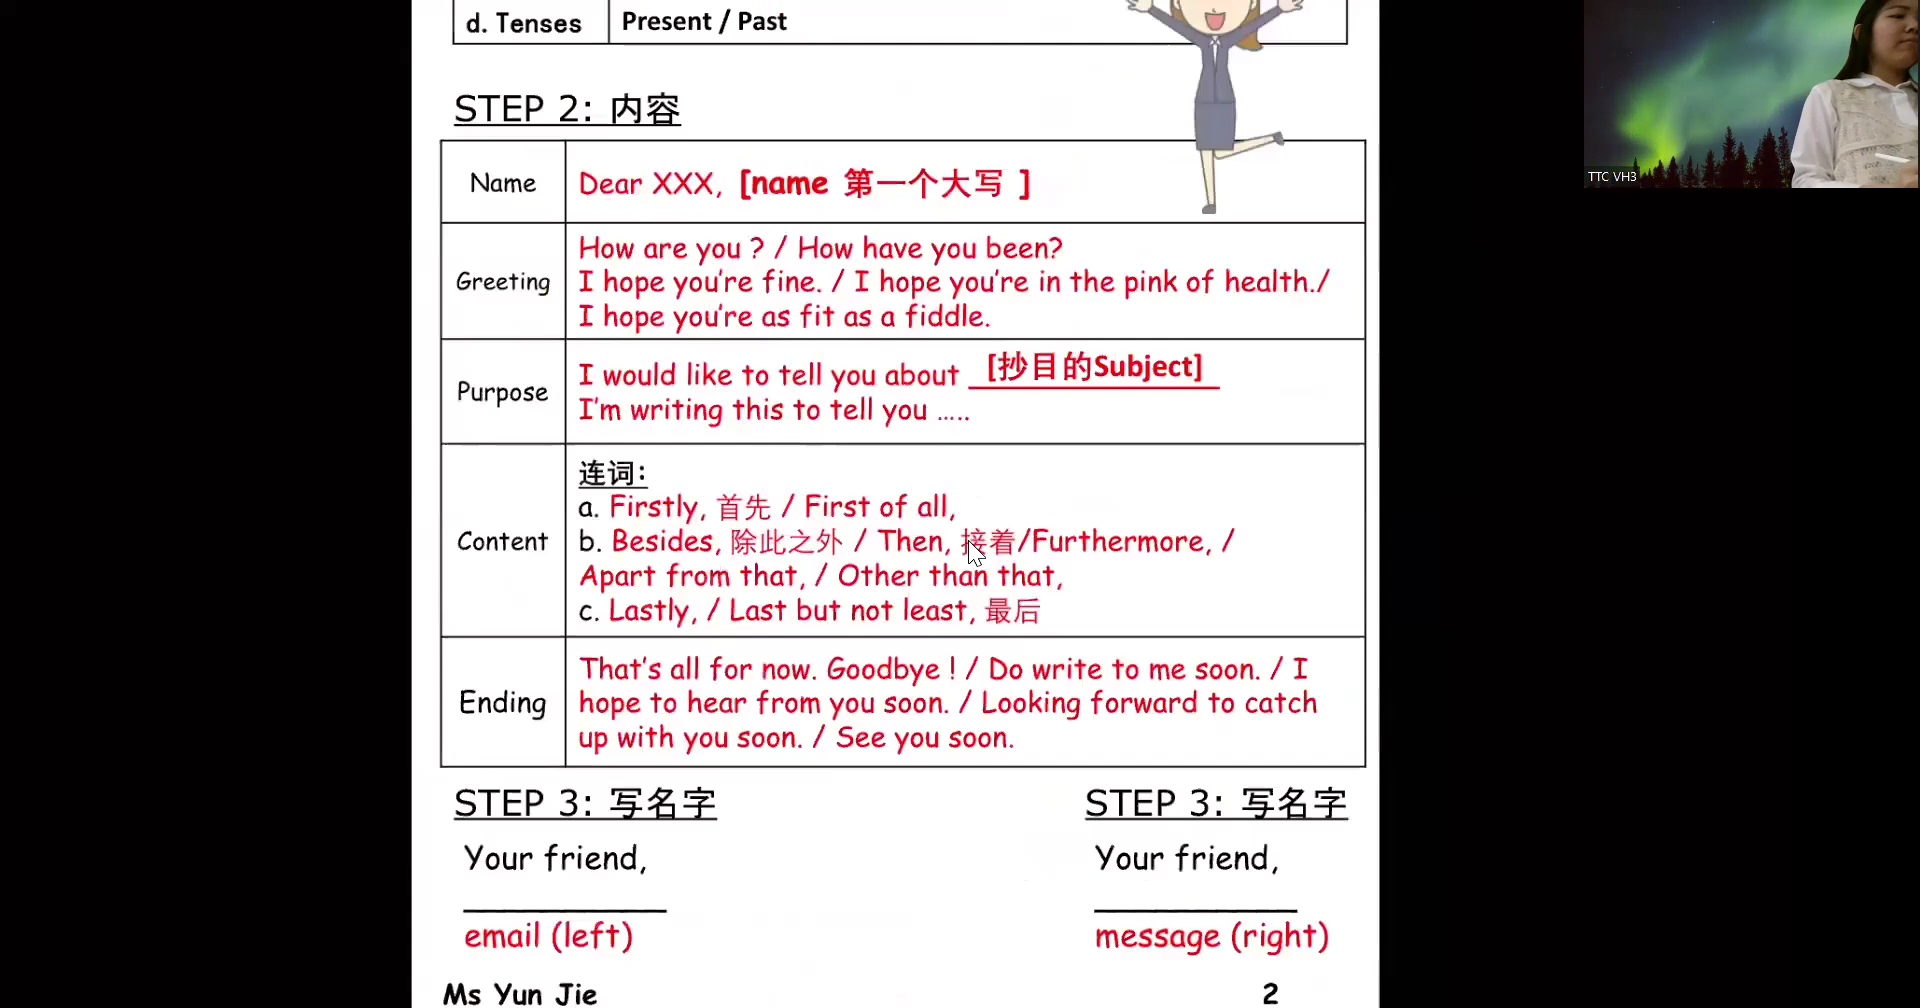 d. Tenses Present / Past
STEP 2: 内容
Name Dear XXX, [name 第一个大写 ]
Greeting How are you ? / How have you been?
I hope you're fine. / I hope you're in the pink of health./
I hope you're as fit as a fiddle.
Purpose I would like to tell you about [抄目的Subject]
I'm writing this to tell you .....
Content 连词:
a. Firstly, 首先 / First of all,
b. Besides, 除此之外 / Then, 接着/Furthermore, /
Apart from that, / Other than that,
c. Lastly, / Last but not least, 最后
Ending That's all for now. Goodbye ! / Do write to me soon. / I
hope to hear from you soon. / Looking forward to catch
up with you soon. / See you soon.
STEP 3: 写名字
Your friend,
email (left)
STEP 3: 写名字
Your friend,
message (right)
Ms Yun Jie
2
TTC VH3